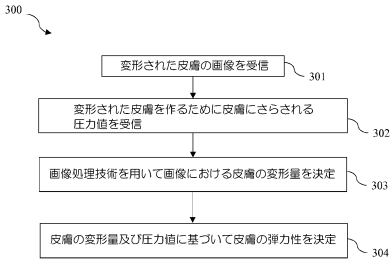 300
変形された皮膚の画像を受信
301
変形された皮膚を作るために皮膚にさらされる
圧力値を受信
302
画像処理技術を用いて画像における皮膚の変形量を決定
303
皮膚の変形量及び圧力値に基づいて皮膚の弾力性を決定
304